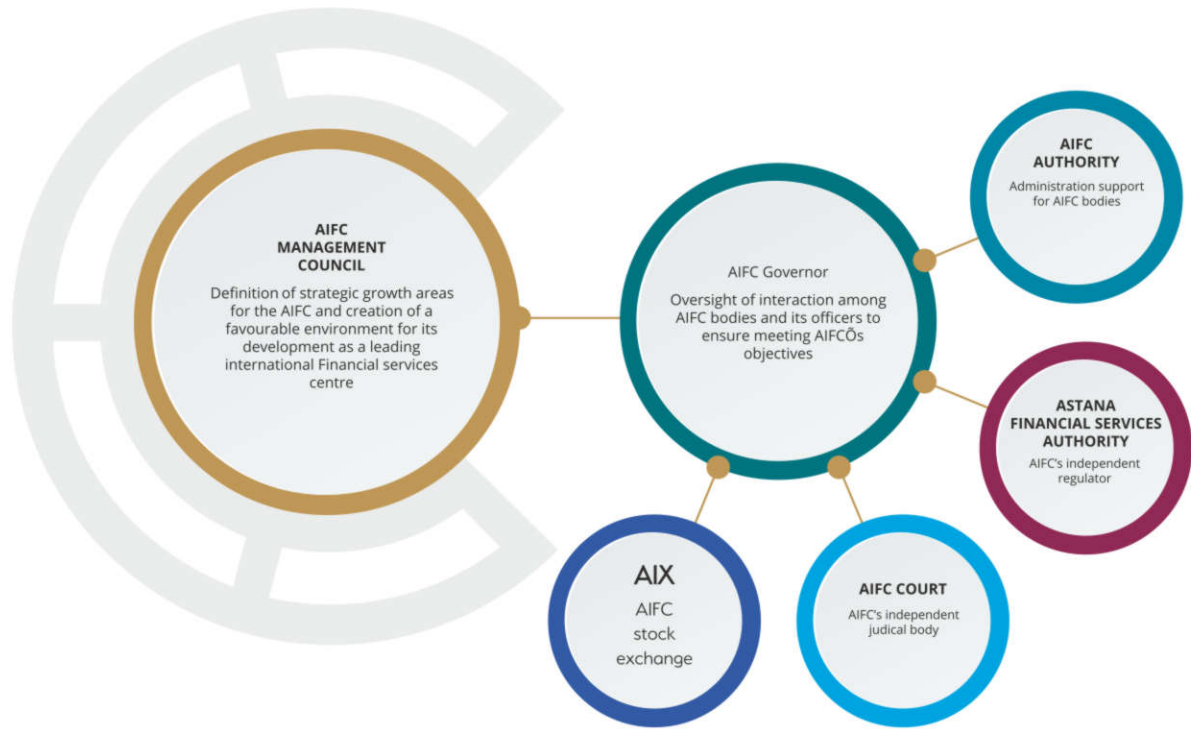 AIFC
MANAGEMENT
COUNCIL
Definition of strategic growth areas
for the AIFC and creation of a
favourable environment for its
development as a leading
international Financial services
centre
AIFC Governor
Oversight of interaction among
AIFC bodies and its officers to
ensure meeting AIFCÕs
objectives
AIFC
AUTHORITY
Administration support
for AIFC bodies
ASTANA
FINANCIAL SERVICES
AUTHORITY
AIFC's independent
regulator
AIFC COURT
AIFC's independent
judical body
AIX
AIFC
stock
exchange